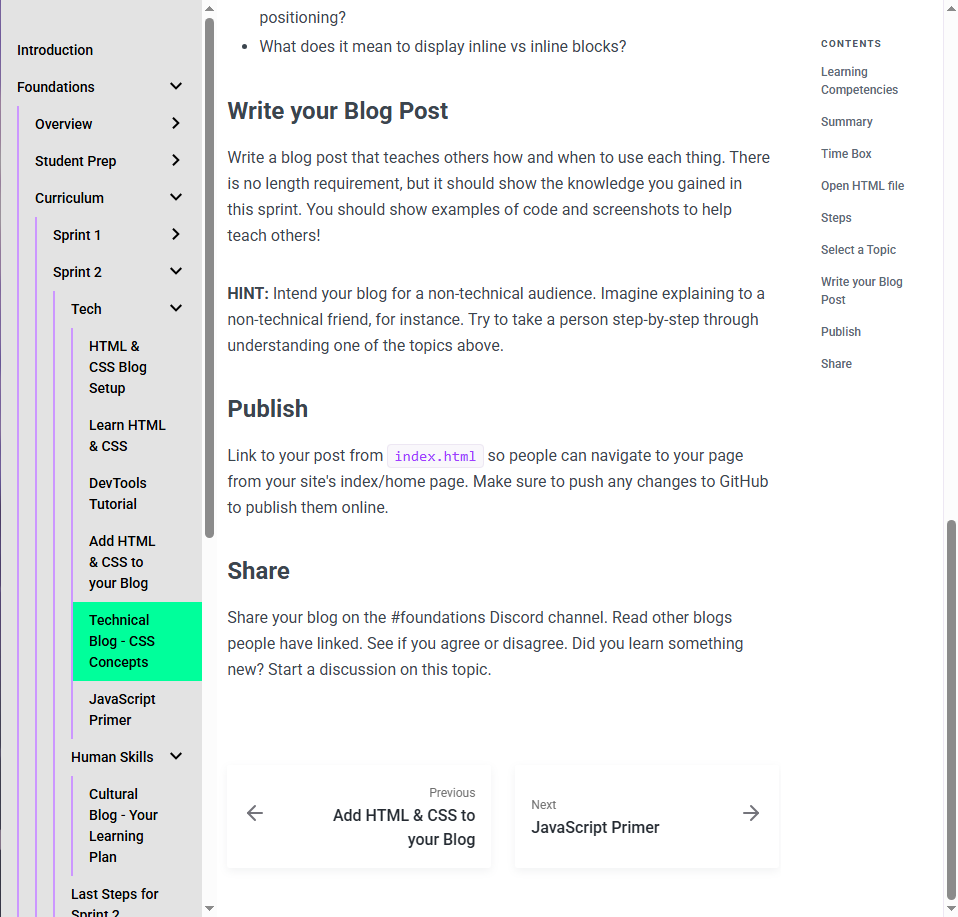 Introduction
Foundations
Overview
Student Prep
Curriculum
Sprint 1
Sprint 2
Tech
HTML &
CSS Blog
Setup
Learn HTML
& CSS
DevTools
Tutorial
Add HTML
& CSS to
your Blog
Technical
Blog - CSS
Concepts
JavaScript
Primer
Human Skills
Cultural
Blog - Your
Learning
Plan
Last Steps for
Sprint 2
positioning?
• What does it mean to display inline vs inline blocks?
Write your Blog Post
Write a blog post that teaches others how and when to use each thing. There
is no length requirement, but it should show the knowledge you gained in
this sprint. You should show examples of code and screenshots to help
teach others!
HINT: Intend your blog for a non-technical audience. Imagine explaining to a
non-technical friend, for instance. Try to take a person step-by-step through
understanding one of the topics above.
Publish
Link to your post from index.html so people can navigate to your page
from your site's index/home page. Make sure to push any changes to GitHub
to publish them online.
Share
Share your blog on the #foundations Discord channel. Read other blogs
people have linked. See if you agree or disagree. Did you learn something
new? Start a discussion on this topic.
Previous
Add HTML & CSS to
your Blog
Next
JavaScript Primer
CONTENTS
Learning
Competencies
Summary
Time Box
Open HTML file
Steps
Select a Topic
Write your Blog
Post
Publish
Share